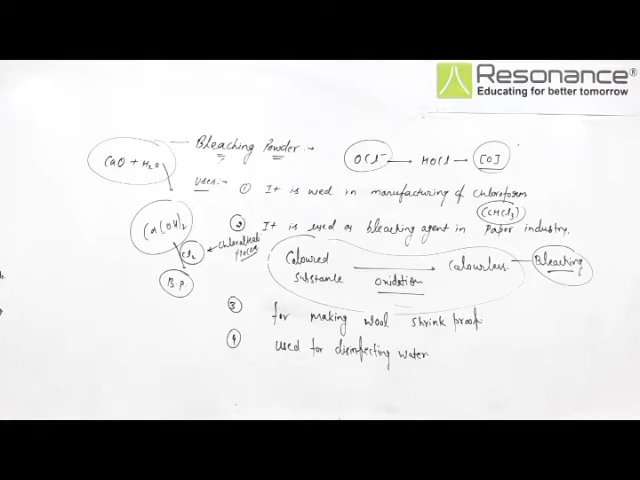 Resonance®
Educating for better tomorrow
Bleaching Powder :-
OCl⁻ → HOCl → [O]
CaO + H₂O
Uses :- ① It is used in manufacturing of chloroform
(CHCl₃)
② It is used as bleaching agent in Papar industry.
Ca(OH)₂
Cl₂ ← Chloralkali
Process
B.P.
Coloured
substance → oxidation → Colourless
Bleaching
③ for making wool shrink proof
④ used for disinfecting water